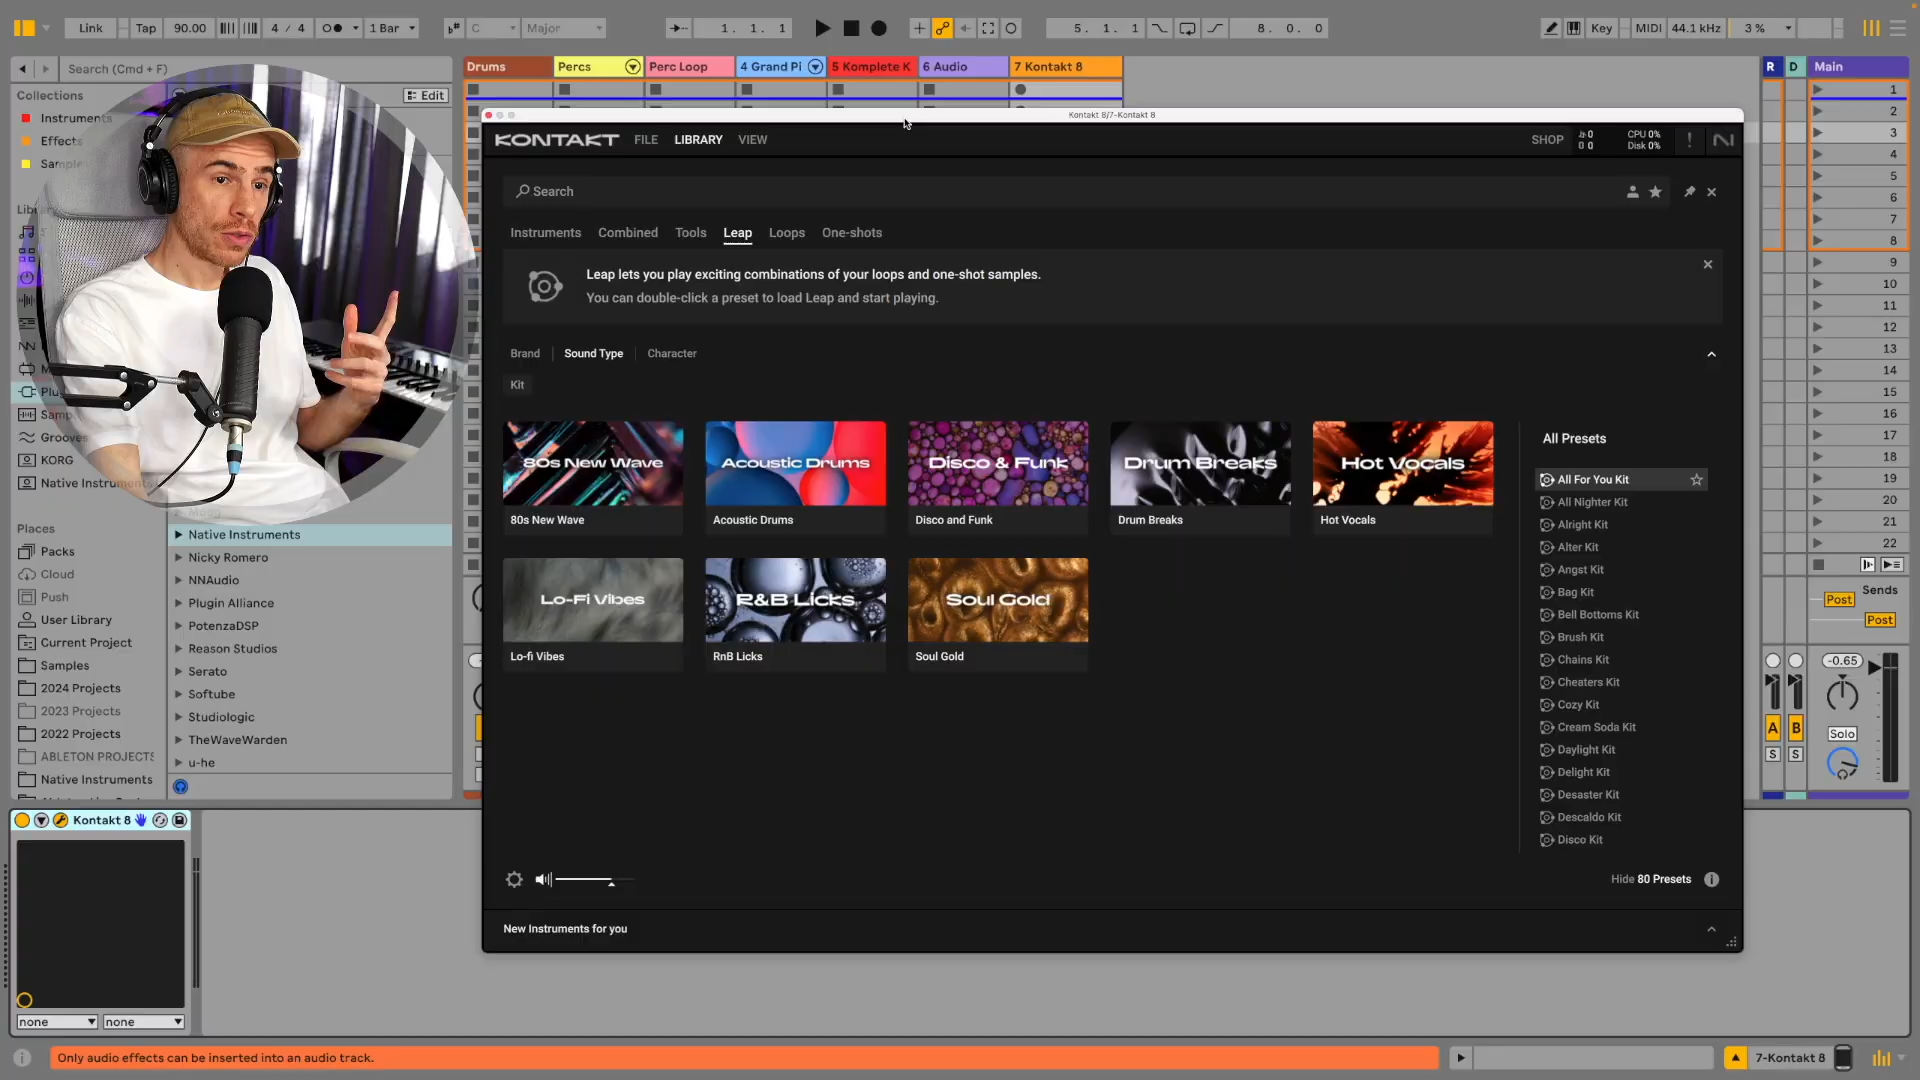 Link Tap 90.00 4 / 4 1 Bar C Major 1. 1. 1 5. 1. 1 8. 0. 0 Key MIDI 44.1 kHz 3 %
Search (Cmd + F)
Drums Percs Perc Loop 4 Grand Pi 5 Komplete K 6 Audio 7 Kontakt 8 R D Main
Collections Edit
Instruments
Effects
Sample
1
2
3
4
5
6
7
8
9
10
11
12
13
14
15
16
17
18
19
20
21
22
Grooves
KORG
Native Instruments
Places
Packs
Cloud
Push
User Library
Current Project
Samples
2024 Projects
2023 Projects
2022 Projects
ABLETON PROJECTS
Native Instruments
Moog
Native Instruments
Nicky Romero
NNAudio
Plugin Alliance
PotenzaDSP
Reason Studios
Serato
Softube
Studiologic
TheWaveWarden
u-he
Kontakt 8/7-Kontakt 8
KONTAKT FILE LIBRARY VIEW SHOP 0 0 0 CPU 0% Disk 0%
Search
Instruments Combined Tools Leap Loops One-shots
Leap lets you play exciting combinations of your loops and one-shot samples.
You can double-click a preset to load Leap and start playing.
Brand Sound Type Character
Kit
80s New Wave Acoustic Drums Disco & Funk Drum Breaks Hot Vocals
80s New Wave Acoustic Drums Disco and Funk Drum Breaks Hot Vocals
Lo-Fi Vibes R&B Licks Soul Gold
Lo-fi Vibes RnB Licks Soul Gold
All Presets
All For You Kit
All Nighter Kit
Alright Kit
Alter Kit
Angst Kit
Bag Kit
Bell Bottoms Kit
Brush Kit
Chains Kit
Cheaters Kit
Cozy Kit
Cream Soda Kit
Daylight Kit
Delight Kit
Desaster Kit
Descaldo Kit
Disco Kit
Hide 80 Presets
New Instruments for you
Sends
Post
Post
-0.65
A B Solo
S S
Kontakt 8
none none
Only audio effects can be inserted into an audio track.
7-Kontakt 8